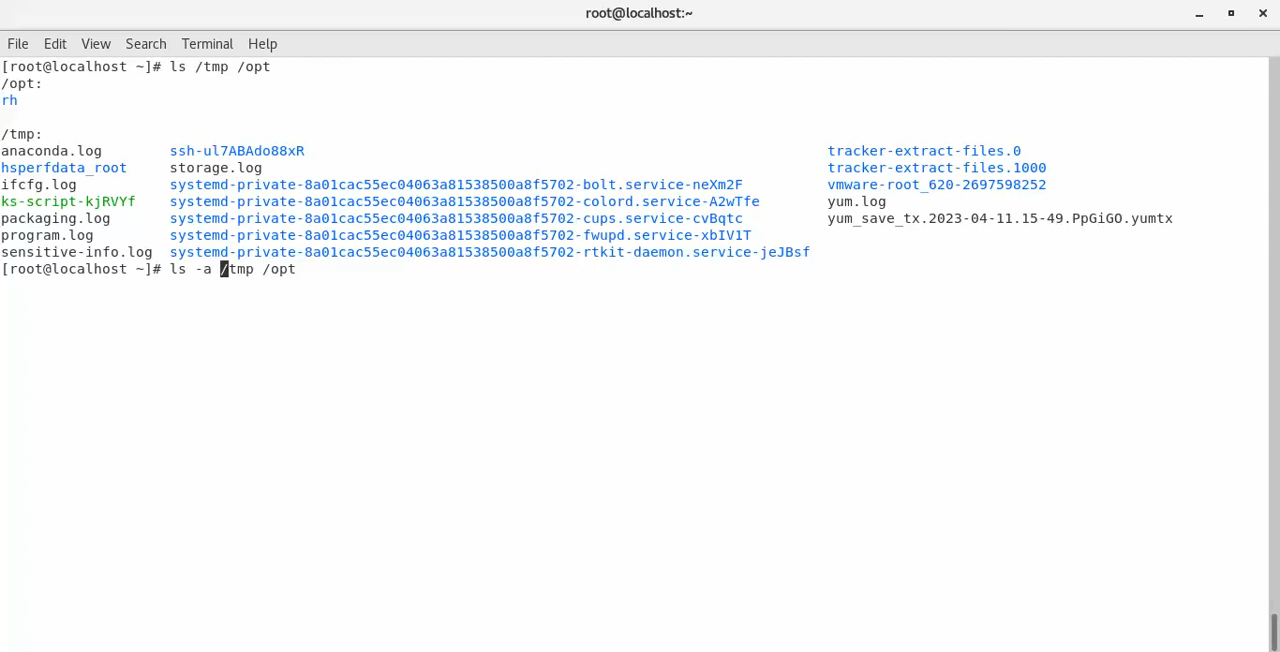 root@localhost:~
File Edit View Search Terminal Help
[root@localhost ~]# ls /tmp /opt
/opt:
rh
/tmp:
anaconda.log ssh-ul7ABAdo88xR tracker-extract-files.0
hsperfdata_root storage.log tracker-extract-files.1000
ifcfg.log systemd-private-8a01cac55ec04063a81538500a8f5702-bolt.service-neXm2F vmware-root_620-2697598252
ks-script-kjRVYf systemd-private-8a01cac55ec04063a81538500a8f5702-colord.service-A2wTfe yum.log
packaging.log systemd-private-8a01cac55ec04063a81538500a8f5702-cups.service-cvBqtc yum_save_tx.2023-04-11.15-49.PpGiGO.yumtx
program.log systemd-private-8a01cac55ec04063a81538500a8f5702-fwupd.service-xbIV1T
sensitive-info.log systemd-private-8a01cac55ec04063a81538500a8f5702-rtkit-daemon.service-jeJBsf
[root@localhost ~]# ls -a /tmp /opt